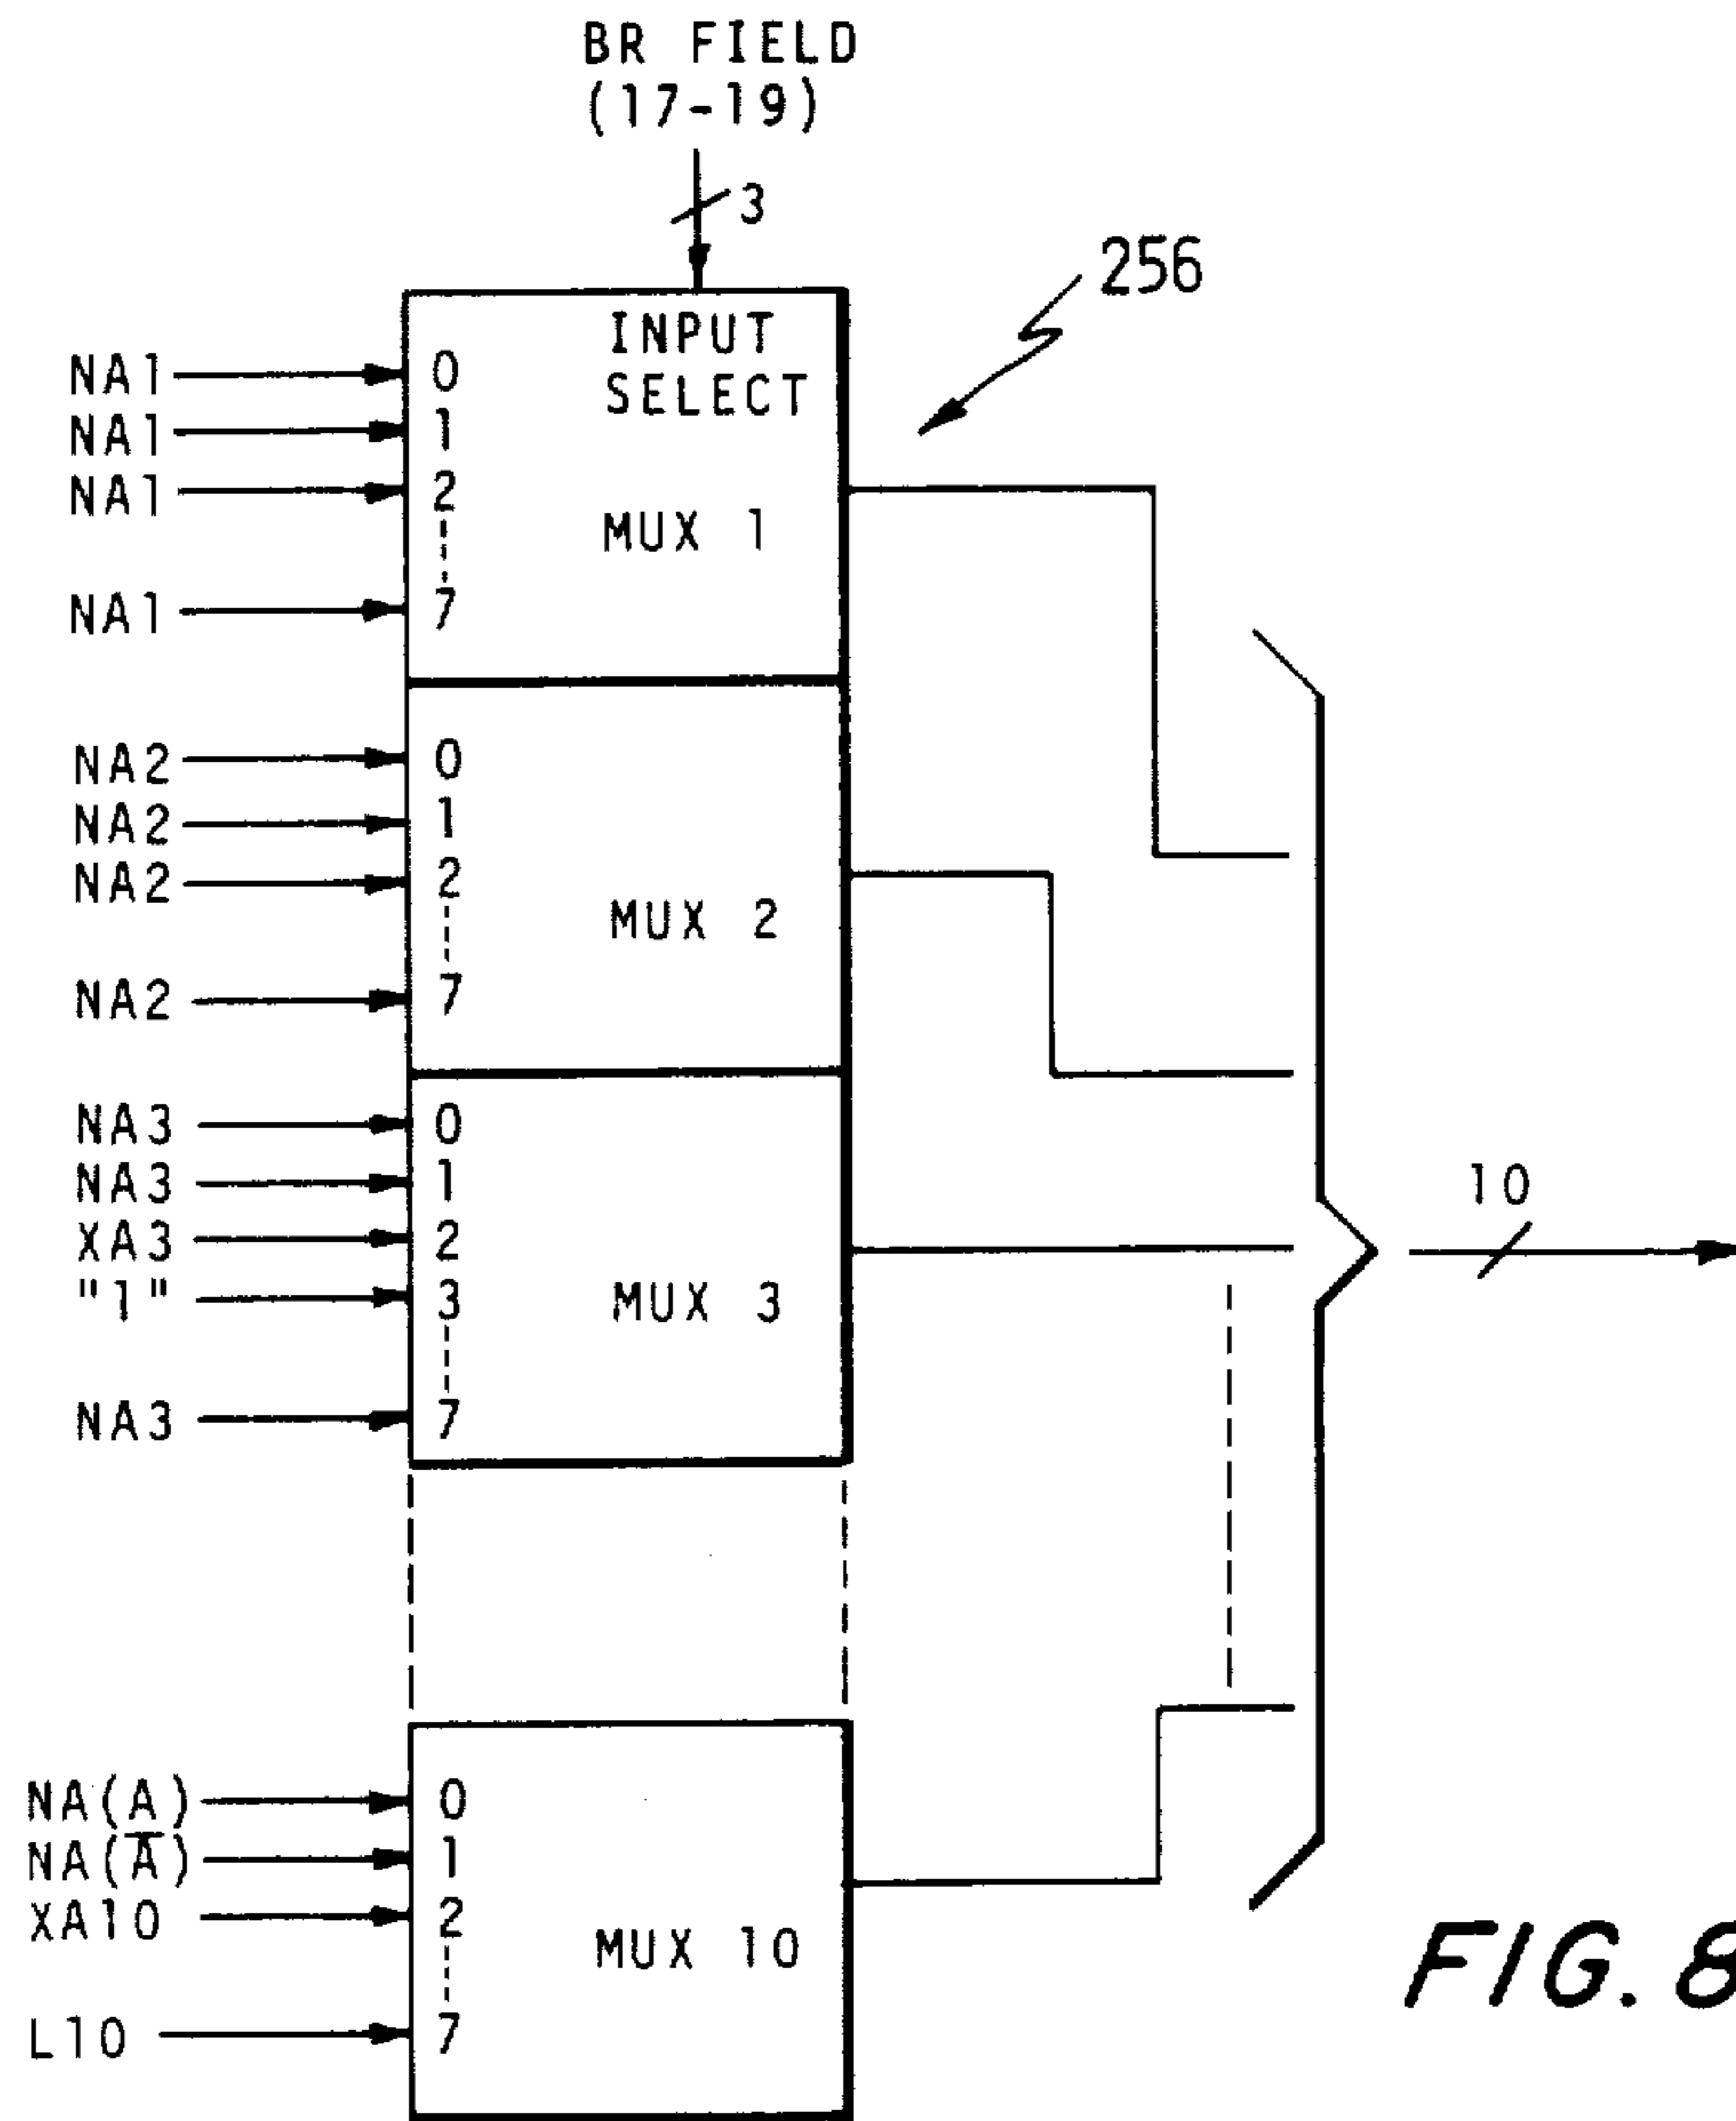 BR FIELD
(17-19)
3
256
INPUT
SELECT
NA1 0
NA1 1
NA1 2
MUX 1
NA1 7
NA2 0
NA2 1
NA2 2
MUX 2
NA2 7
NA3 0
NA3 1
XA3 2
"1" 3
MUX 3
NA3 7
10
NA(A) 0
NA(A̅) 1
XA10 2
MUX 10
L10 7
FIG. 8